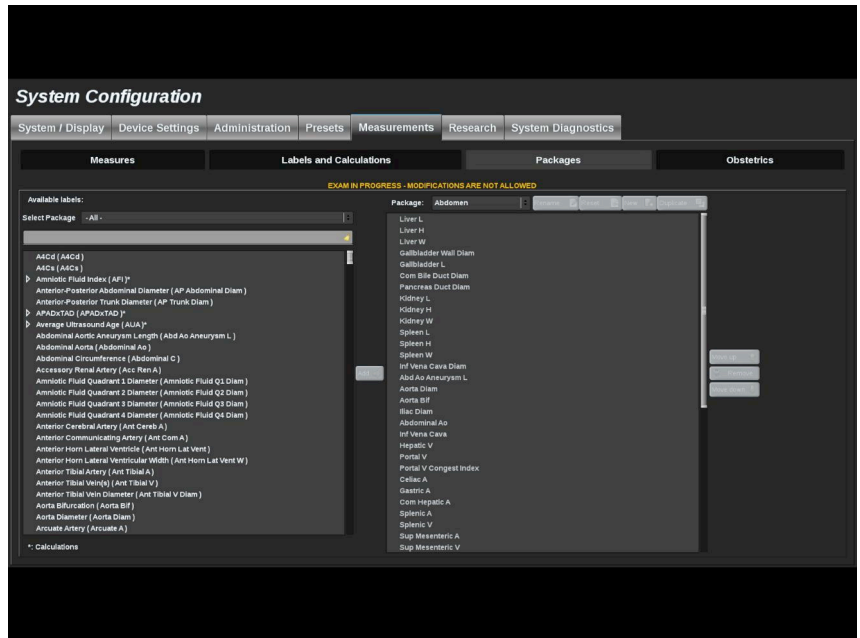 System Configuration
System / Display Device Settings Administration Presets Measurements Research System Diagnostics
Measures Labels and Calculations Packages Obstetrics
EXAM IN PROGRESS - MODIFICATIONS ARE NOT ALLOWED
Available labels:
Select Package - All -
A4Cd ( A4Cd )
A4Cs ( A4Cs )
Amniotic Fluid Index ( AFI )*
Anterior-Posterior Abdominal Diameter ( AP Abdominal Diam )
Anterior-Posterior Trunk Diameter ( AP Trunk Diam )
APADxTAD ( APADxTAD )*
Average Ultrasound Age ( AUA )*
Abdominal Aortic Aneurysm Length ( Abd Ao Aneurysm L )
Abdominal Aorta ( Abdominal Ao )
Abdominal Circumference ( Abdominal C )
Accessory Renal Artery ( Acc Ren A )
Amniotic Fluid Quadrant 1 Diameter ( Amniotic Fluid Q1 Diam )
Amniotic Fluid Quadrant 2 Diameter ( Amniotic Fluid Q2 Diam )
Amniotic Fluid Quadrant 3 Diameter ( Amniotic Fluid Q3 Diam )
Amniotic Fluid Quadrant 4 Diameter ( Amniotic Fluid Q4 Diam )
Anterior Cerebral Artery ( Ant Cereb A )
Anterior Communicating Artery ( Ant Com A )
Anterior Horn Lateral Ventricle ( Ant Horn Lat Vent )
Anterior Horn Lateral Ventricular Width ( Ant Horn Lat Vent W )
Anterior Tibial Artery ( Ant Tibial A )
Anterior Tibial Vein(s) ( Ant Tibial V )
Anterior Tibial Vein Diameter ( Ant Tibial V Diam )
Aorta Bifurcation ( Aorta Bif )
Aorta Diameter ( Aorta Diam )
Arcuate Artery ( Arcuate A )
*: Calculations
Add
Package: Abdomen Rename Reset New Duplicate
Liver L
Liver H
Liver W
Gallbladder Wall Diam
Gallbladder L
Com Bile Duct Diam
Pancreas Duct Diam
Kidney L
Kidney H
Kidney W
Spleen L
Spleen H
Spleen W
Inf Vena Cava Diam
Abd Ao Aneurysm L
Aorta Diam
Aorta Bif
Iliac Diam
Abdominal Ao
Inf Vena Cava
Hepatic V
Portal V
Portal V Congest Index
Celiac A
Gastric A
Com Hepatic A
Splenic A
Splenic V
Sup Mesenteric A
Sup Mesenteric V
Move up
Remove
Move down